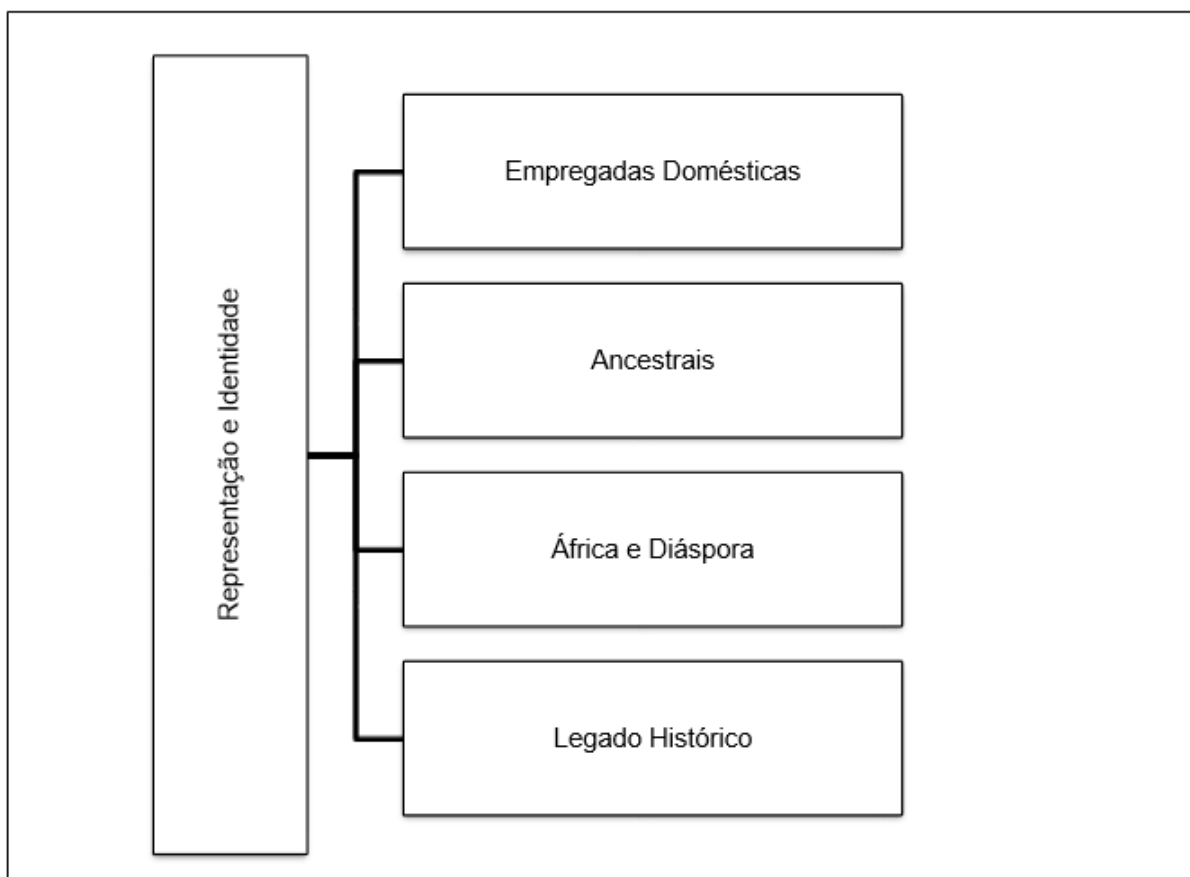 Representação e Identidade
Empregadas Domésticas
Ancestrais
África e Diáspora
Legado Histórico